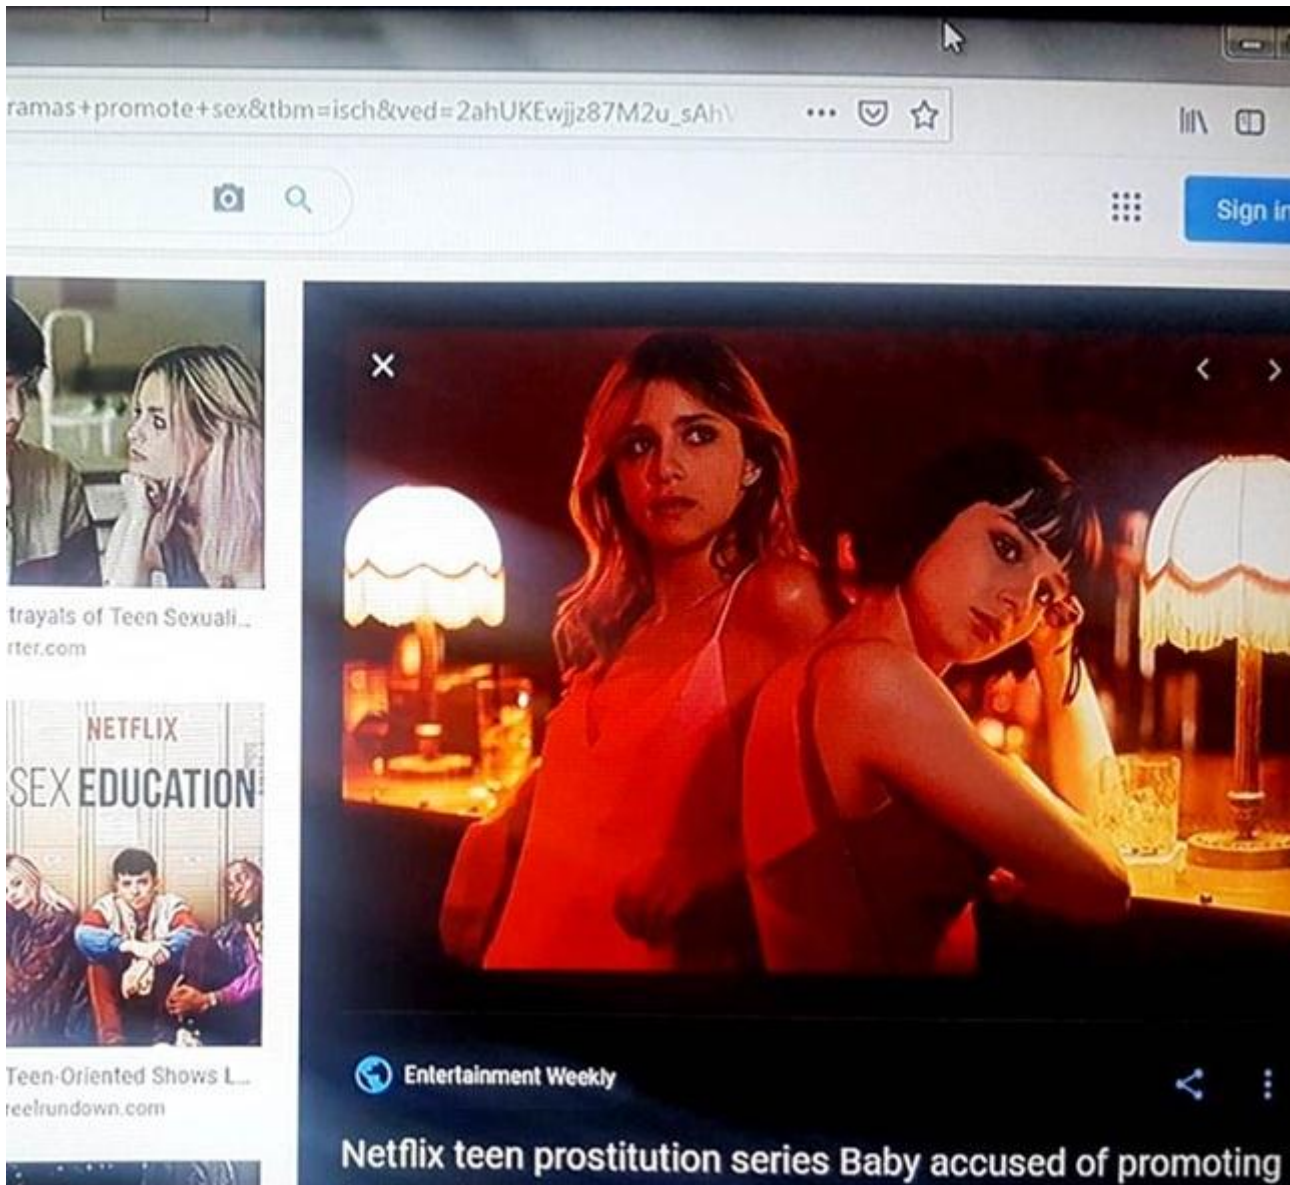 ramas+promote+sex&tbm=isch&ved=2ahUKEwjjz87M2u_sAh
Sign in
trayals of Teen Sexuali...
rter.com
NETFLIX
SEX EDUCATION
Teen-Oriented Shows L...
reelrundown.com
Entertainment Weekly
Netflix teen prostitution series Baby accused of promoting